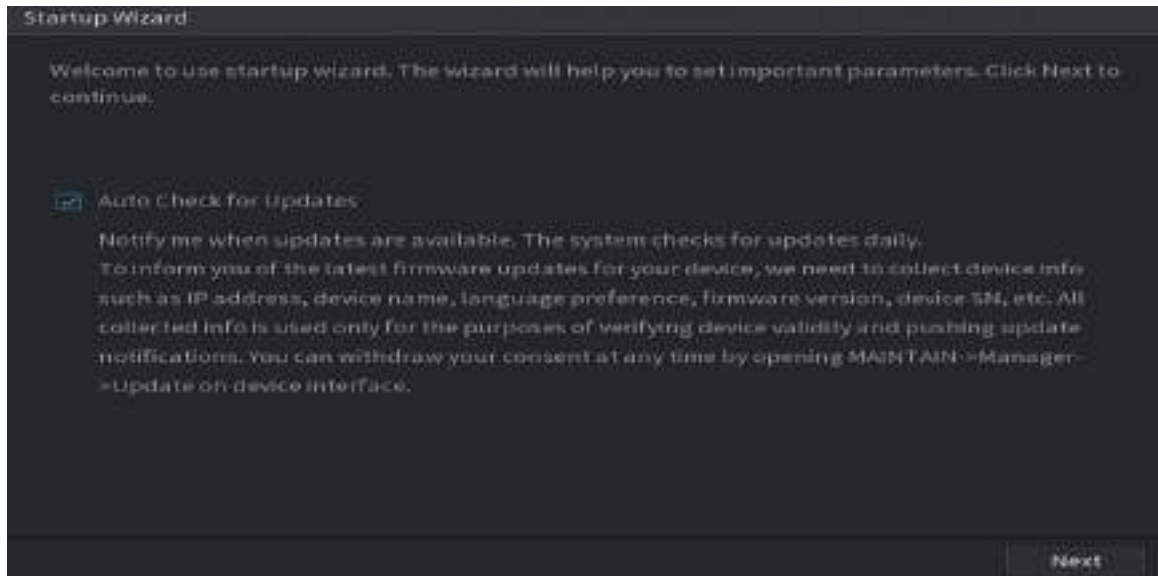 Startup Wizard
Welcome to use startup wizard. The wizard will help you to set important parameters. Click Next to
continue.
Auto Check for Updates
Notify me when updates are available. The system checks for updates daily.
To inform you of the latest firmware updates for your device, we need to collect device info
such as IP address, device name, language preference, firmware version, device SN, etc. All
collected info is used only for the purposes of verifying device validity and pushing update
notifications. You can withdraw your consent at any time by opening MAINTAIN->Manager-
>Update on device interface.
Next